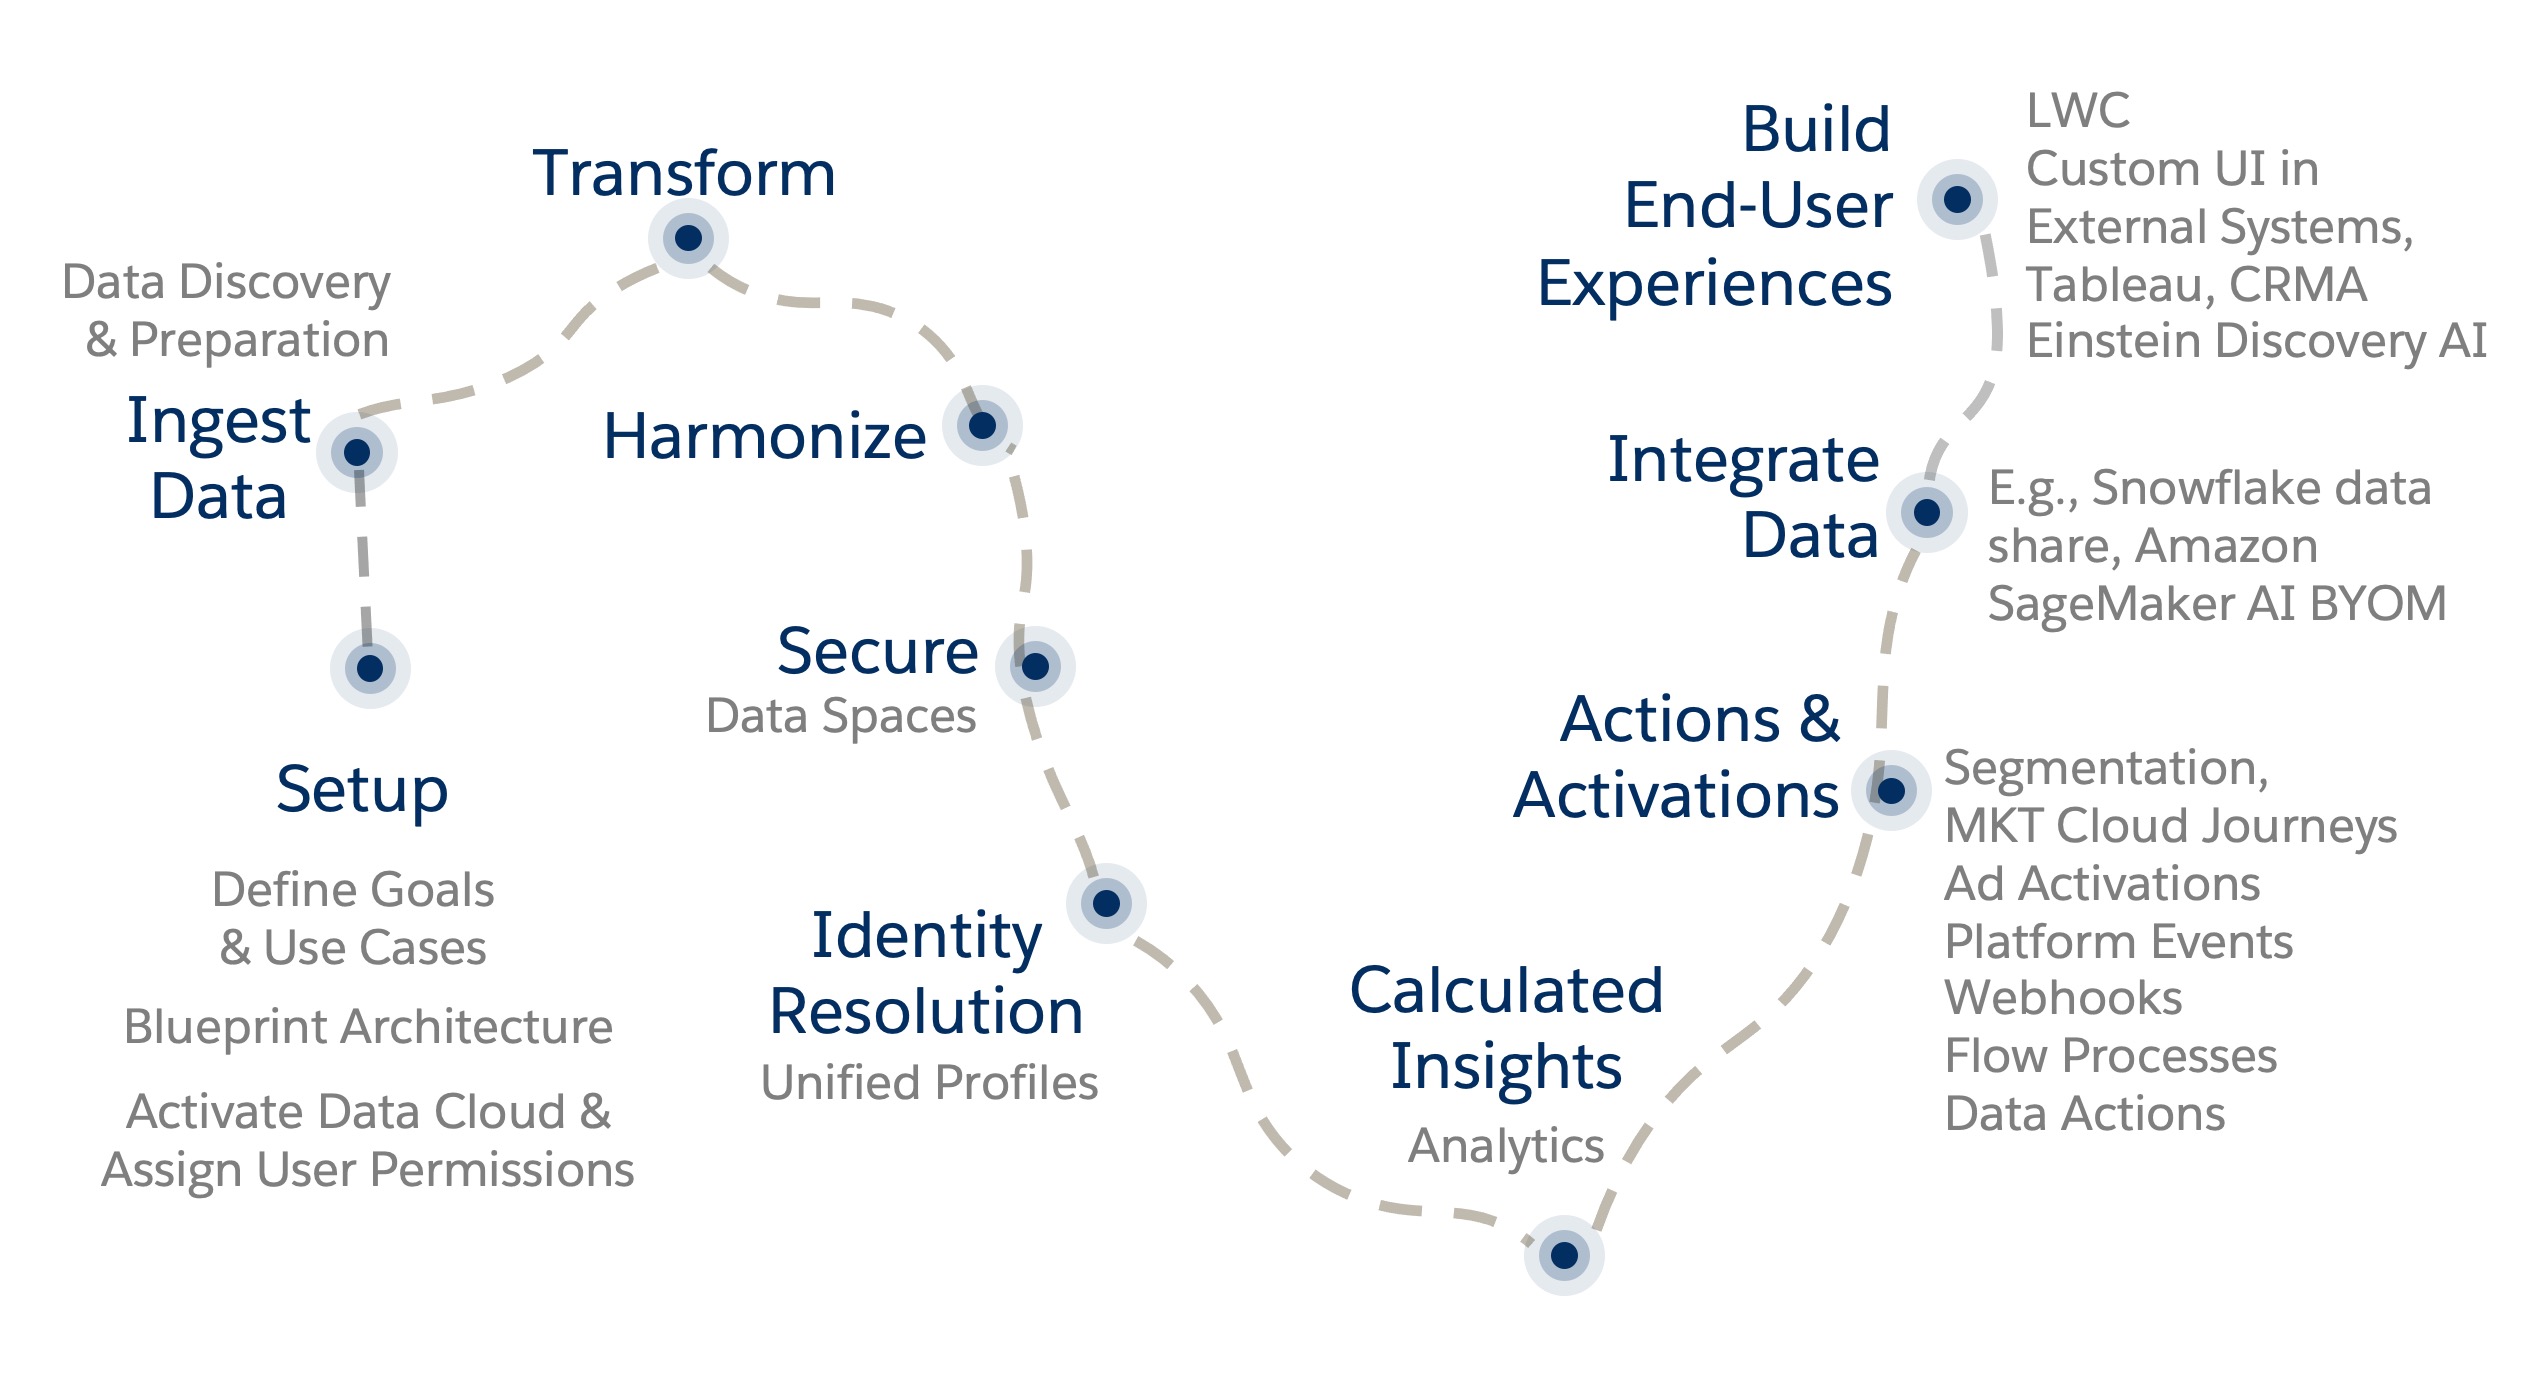 Setup
Define Goals
& Use Cases
Blueprint Architecture
Activate Data Cloud &
Assign User Permissions
Data Discovery
& Preparation
Ingest
Data
Transform
Harmonize
Secure
Data Spaces
Identity
Resolution
Unified Profiles
Calculated
Insights
Analytics
Actions &
Activations
Segmentation,
MKT Cloud Journeys
Ad Activations
Platform Events
Webhooks
Flow Processes
Data Actions
Integrate
Data
E.g., Snowflake data
share, Amazon
SageMaker AI BYOM
Build
End-User
Experiences
LWC
Custom UI in
External Systems,
Tableau, CRMA
Einstein Discovery AI